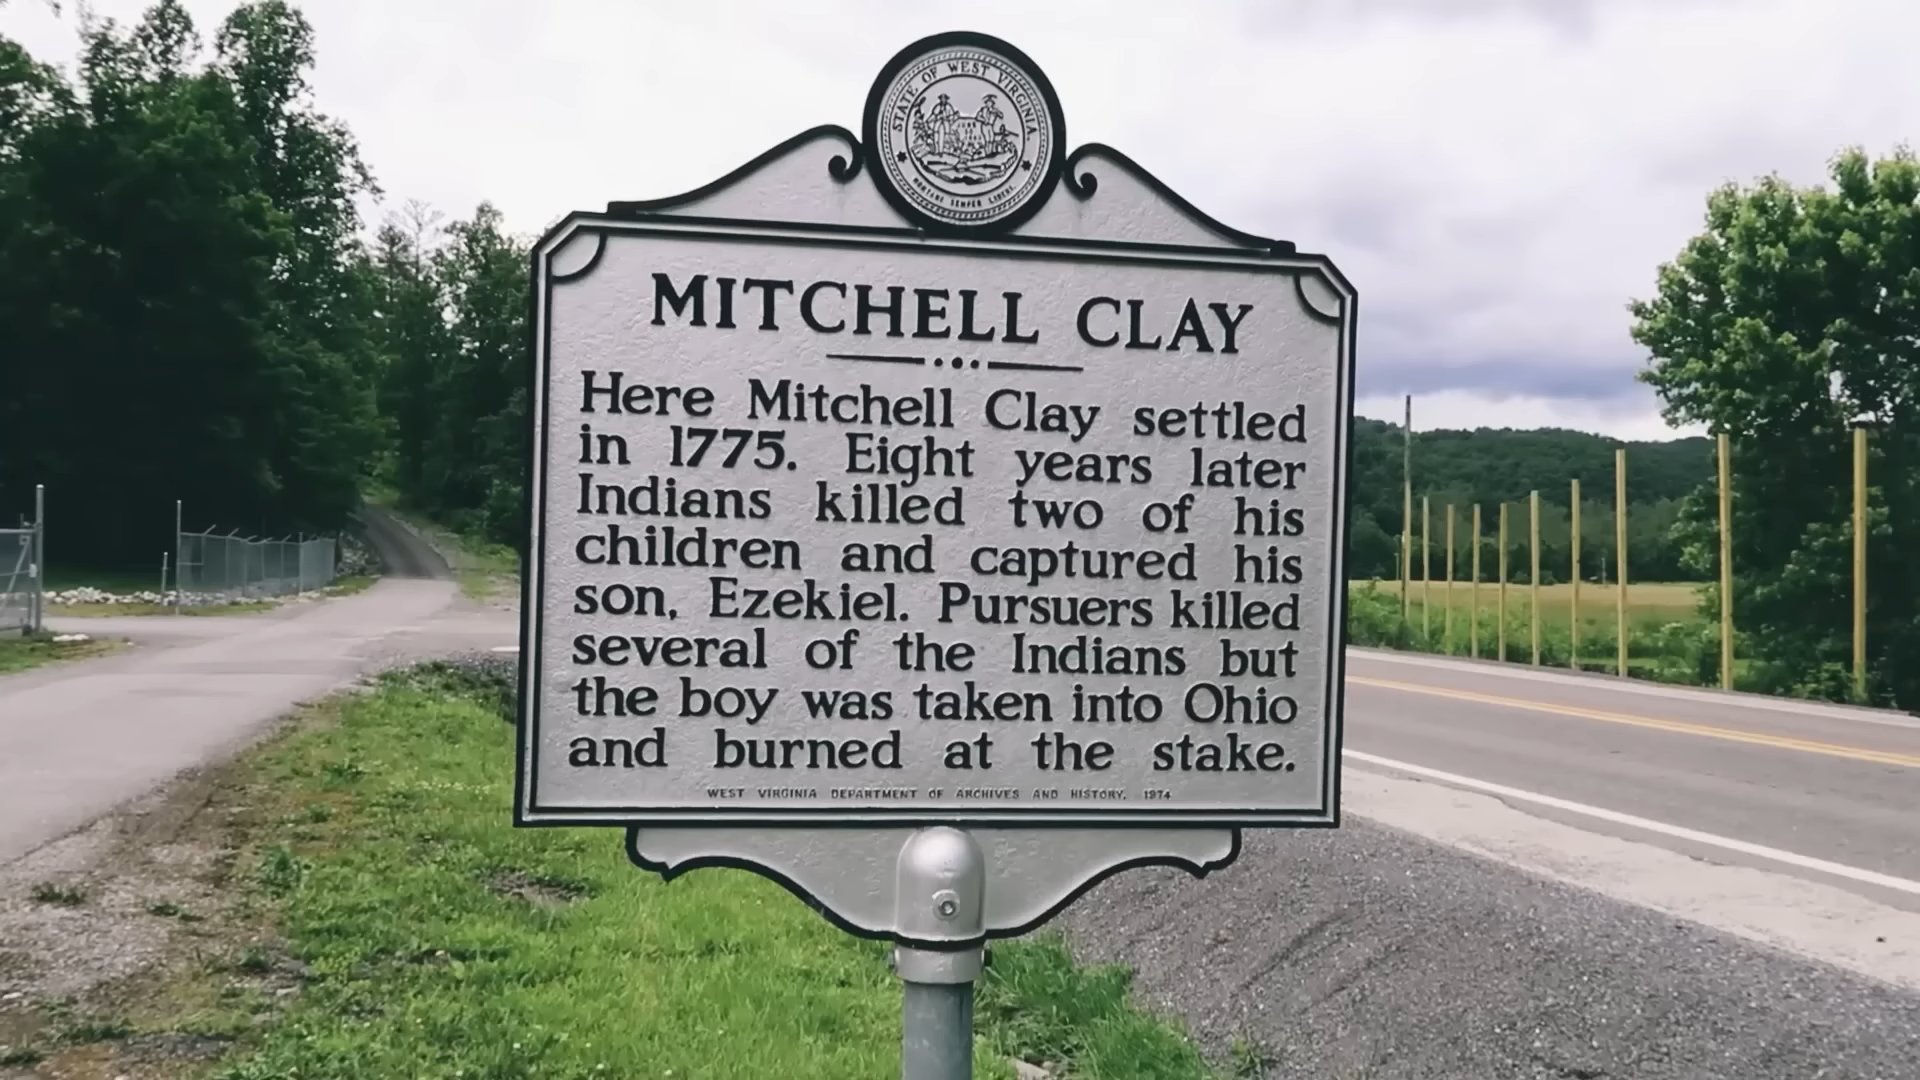 STATE OF WEST VIRGINIA.
MONTANI SEMPER LIBERI.
MITCHELL CLAY
Here Mitchell Clay settled
in 1775. Eight years later
Indians killed two of his
children and captured his
son, Ezekiel. Pursuers killed
several of the Indians but
the boy was taken into Ohio
and burned at the stake.
WEST VIRGINIA DEPARTMENT OF ARCHIVES AND HISTORY, 1974